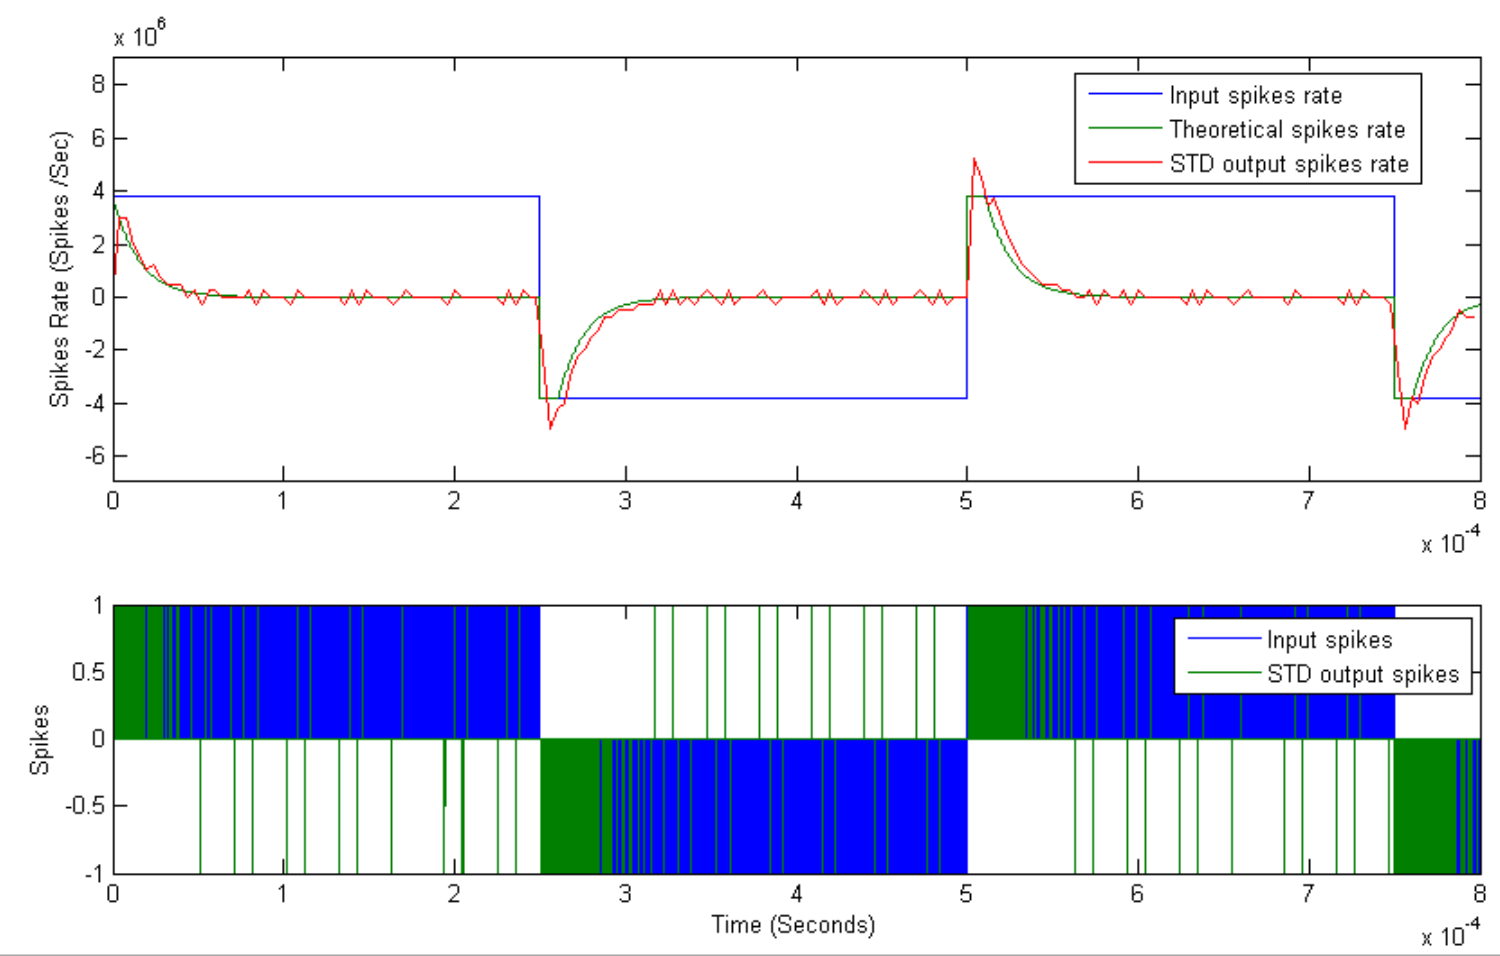 x 10^6
8
6
4
2
0
-2
-4
-6
Spikes Rate (Spikes /Sec)
Input spikes rate
Theoretical spikes rate
STD output spikes rate
0 1 2 3 4 5 6 7 8
x 10^-4
1
0.5
0
-0.5
-1
Spikes
Input spikes
STD output spikes
0 1 2 3 4 5 6 7 8
Time (Seconds)
x 10^-4